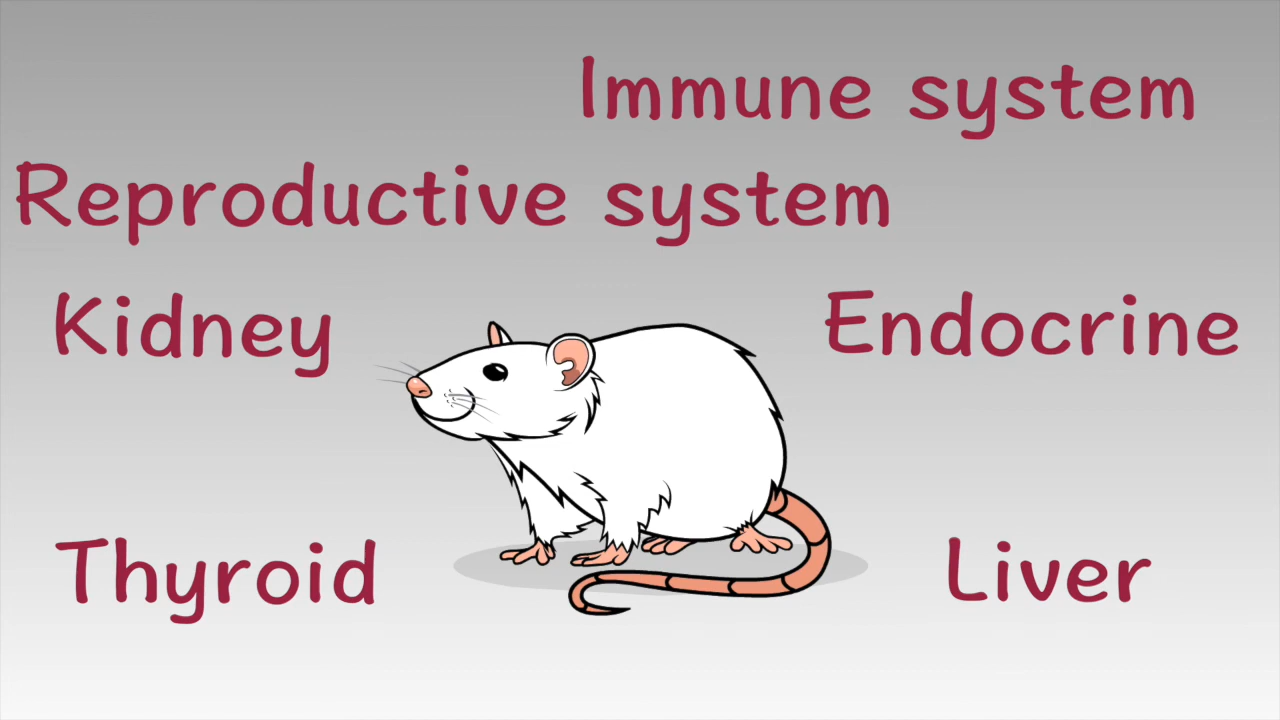 Immune system
Reproductive system
Kidney
Endocrine
Thyroid
Liver